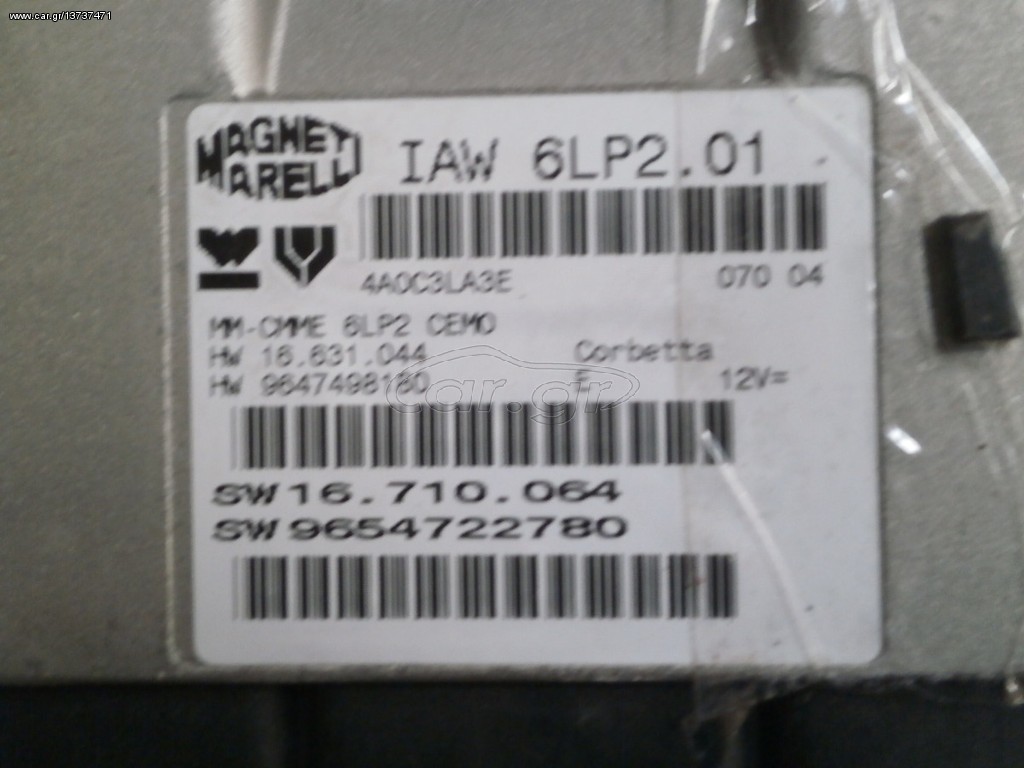 www.car.gr/13737471
MAGNETI MARELLI
IAW 6LP2.01
4A0C3LA3E 070 04
MM-CMME 6LP2 CEMO
HW 16.631.044 Corbetta
HW 9647498180 E 12V=
car.gr
SW 16.710.064
SW 9654722780